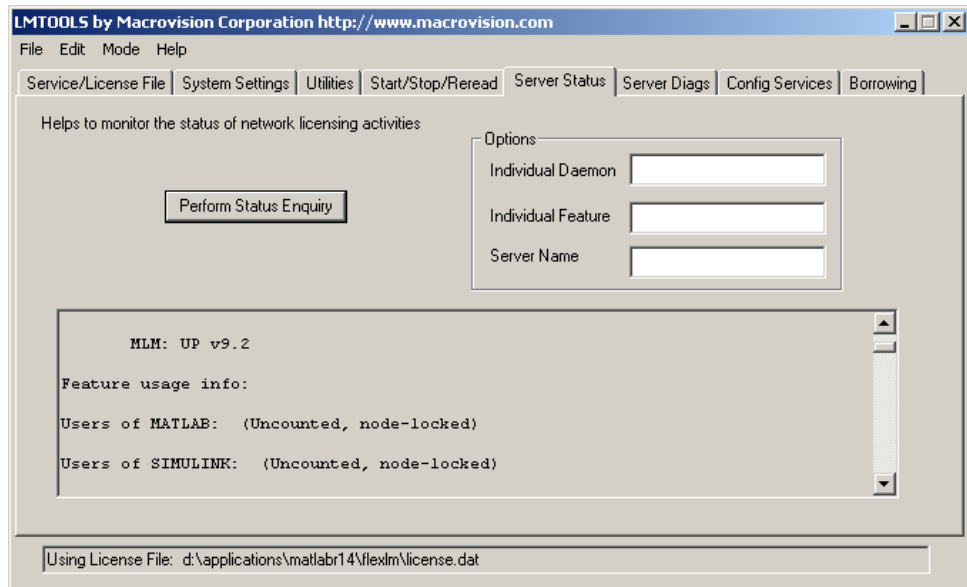 LMTOOLS by Macrovision Corporation http://www.macrovision.com
File Edit Mode Help
Service/License File System Settings Utilities Start/Stop/Reread Server Status Server Diags Config Services Borrowing
Helps to monitor the status of network licensing activities
Options
Individual Daemon
Perform Status Enquiry
Individual Feature
Server Name
MLM: UP v9.2
Feature usage info:
Users of MATLAB: (Uncounted, node-locked)
Users of SIMULINK: (Uncounted, node-locked)
Using License File: d:\applications\matlabr14\flexlm\license.dat